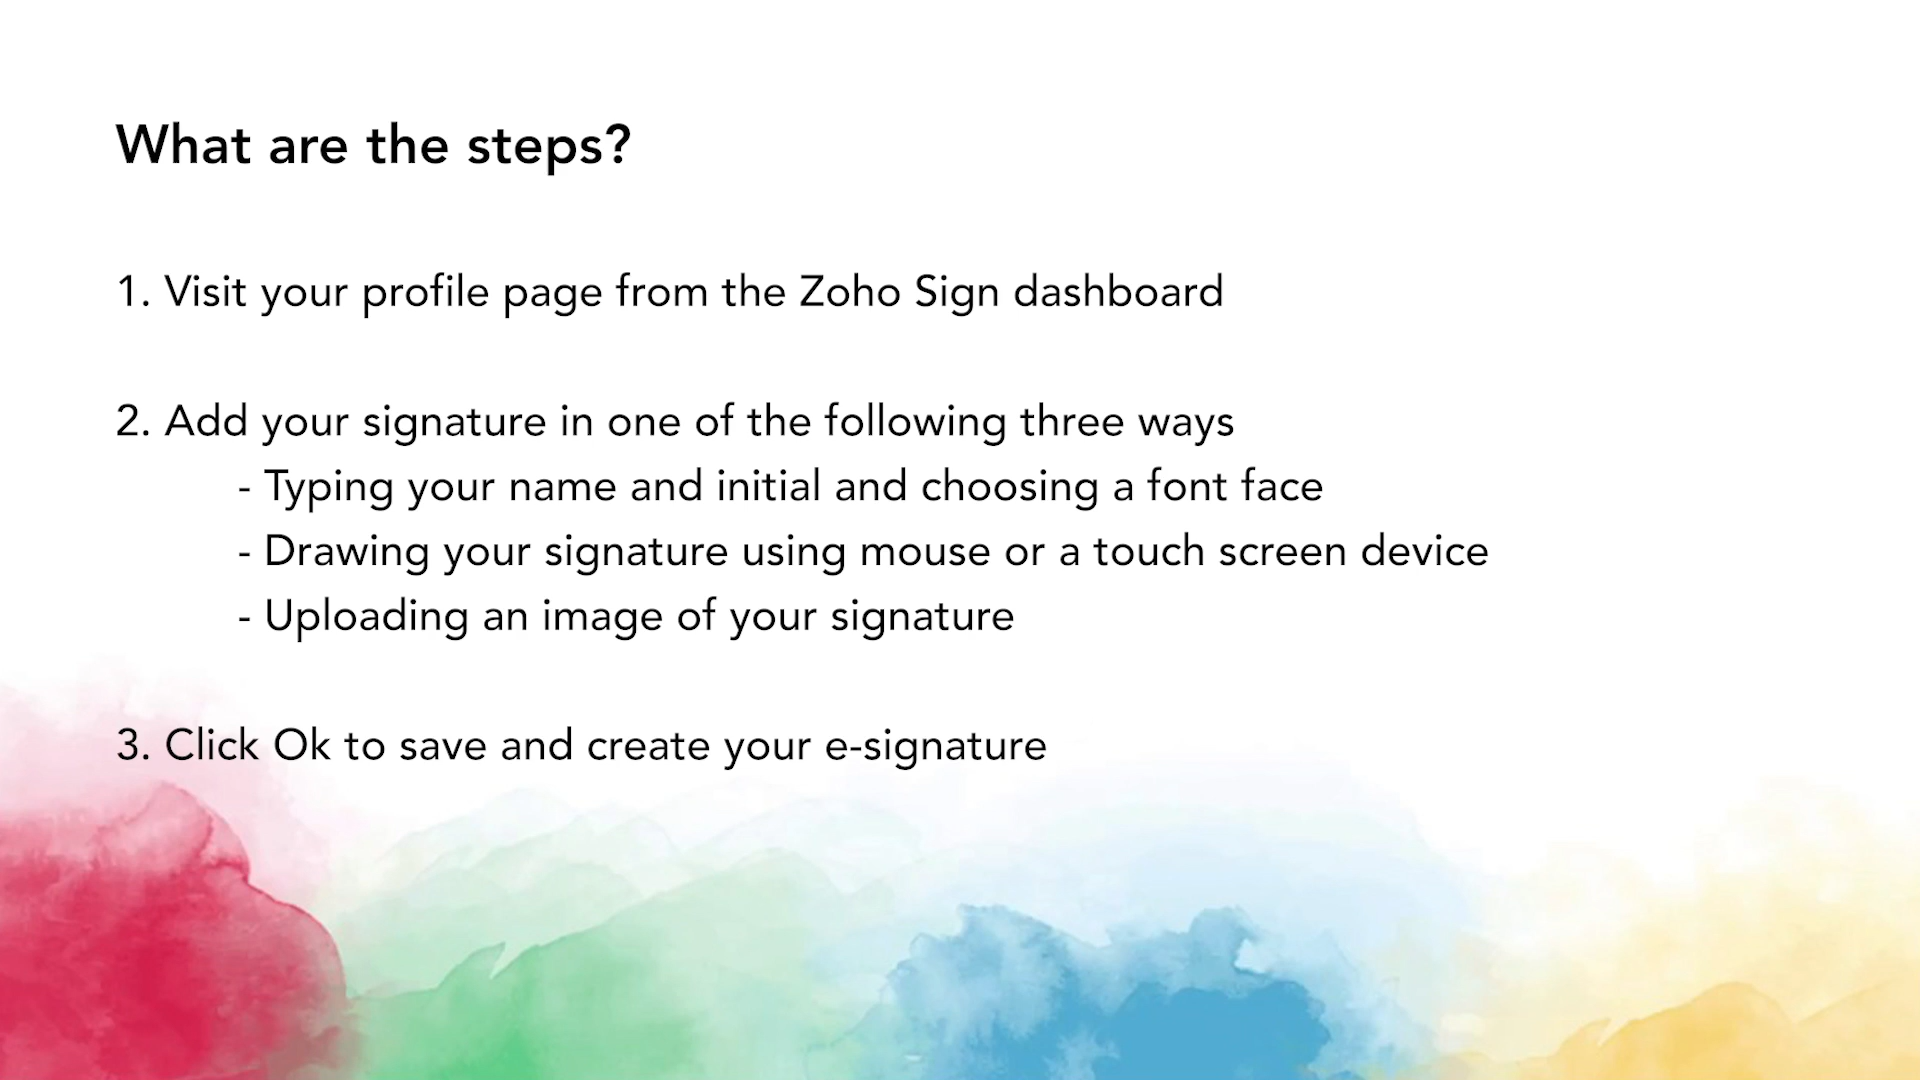 What are the steps?
1. Visit your profile page from the Zoho Sign dashboard
2. Add your signature in one of the following three ways
- Typing your name and initial and choosing a font face
- Drawing your signature using mouse or a touch screen device
- Uploading an image of your signature
3. Click Ok to save and create your e-signature